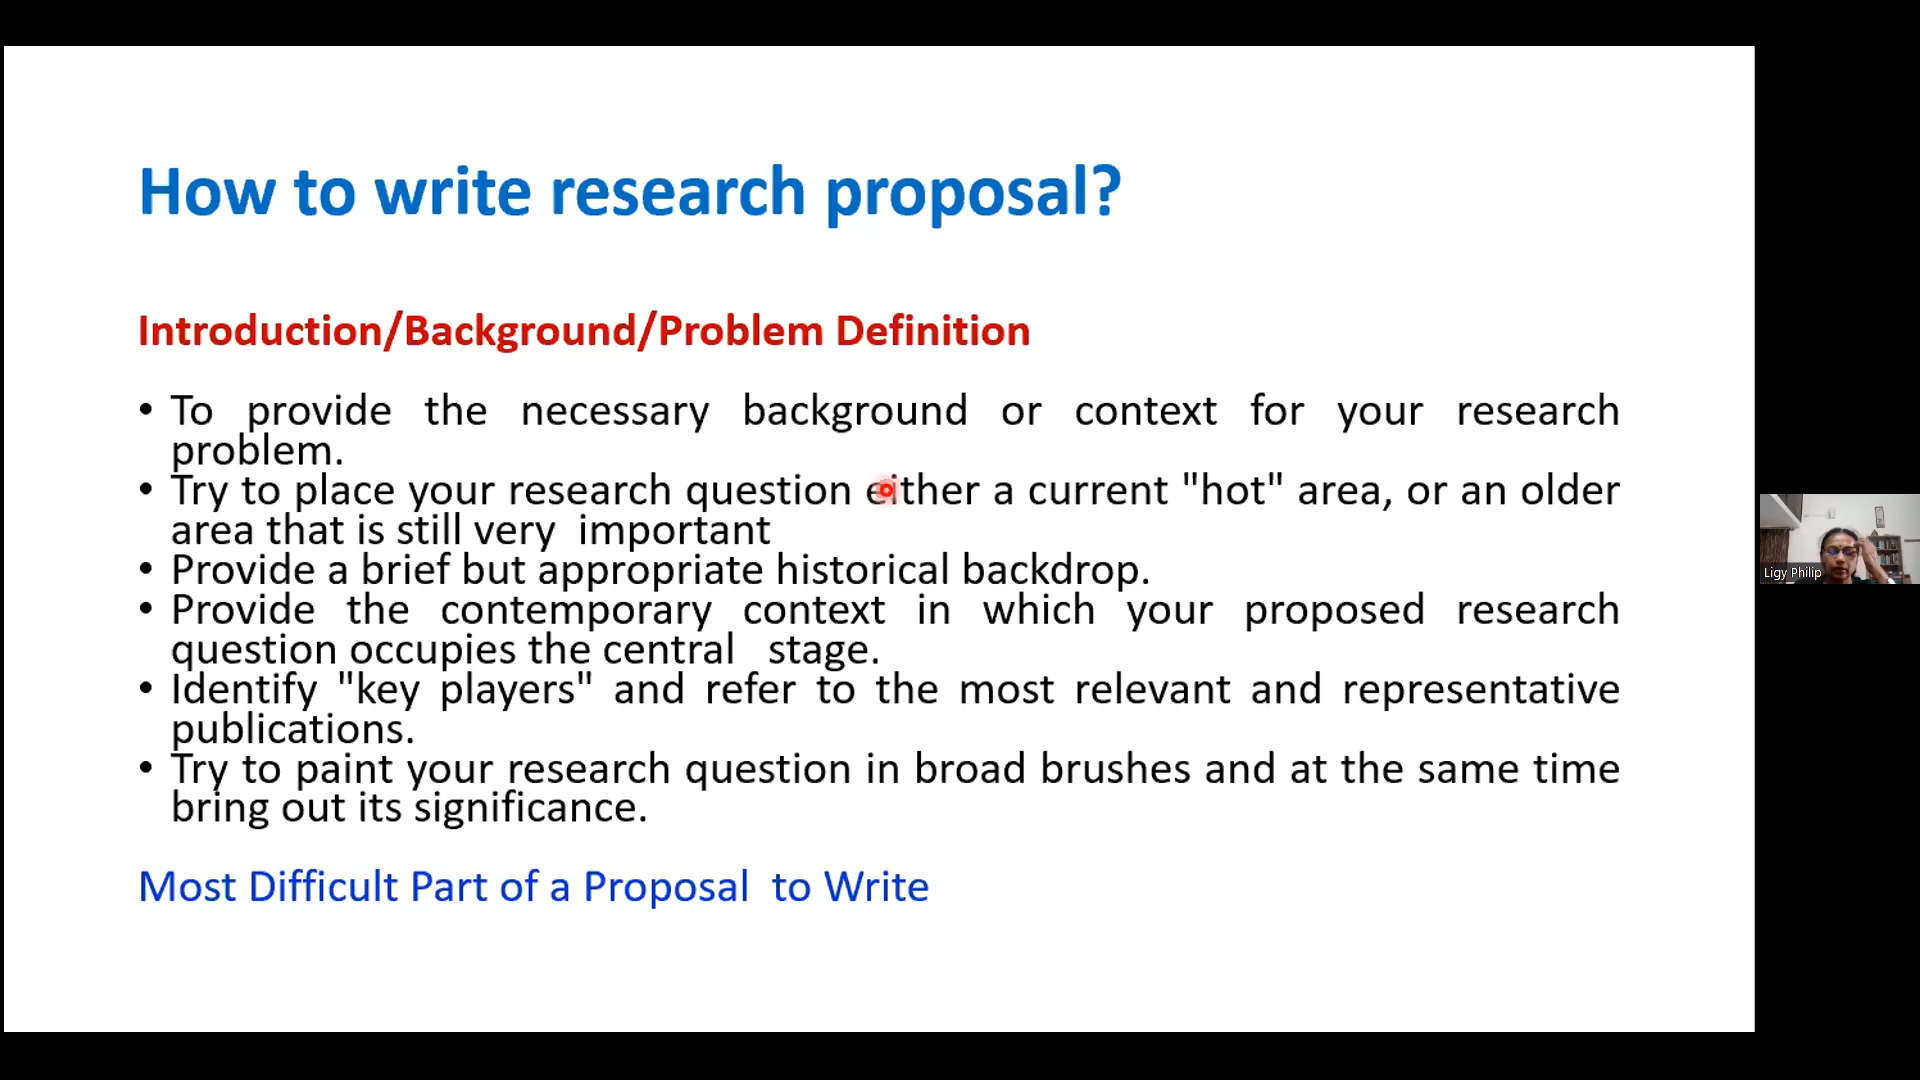 How to write research proposal?
Introduction/Background/Problem Definition
• To provide the necessary background or context for your research
problem.
• Try to place your research question either a current "hot" area, or an older
area that is still very  important
• Provide a brief but appropriate historical backdrop.
• Provide the contemporary context in which your proposed research
question occupies the central  stage.
• Identify "key players" and refer to the most relevant and representative
publications.
• Try to paint your research question in broad brushes and at the same time
bring out its significance.
Most Difficult Part of a Proposal  to Write
Ligy Philip